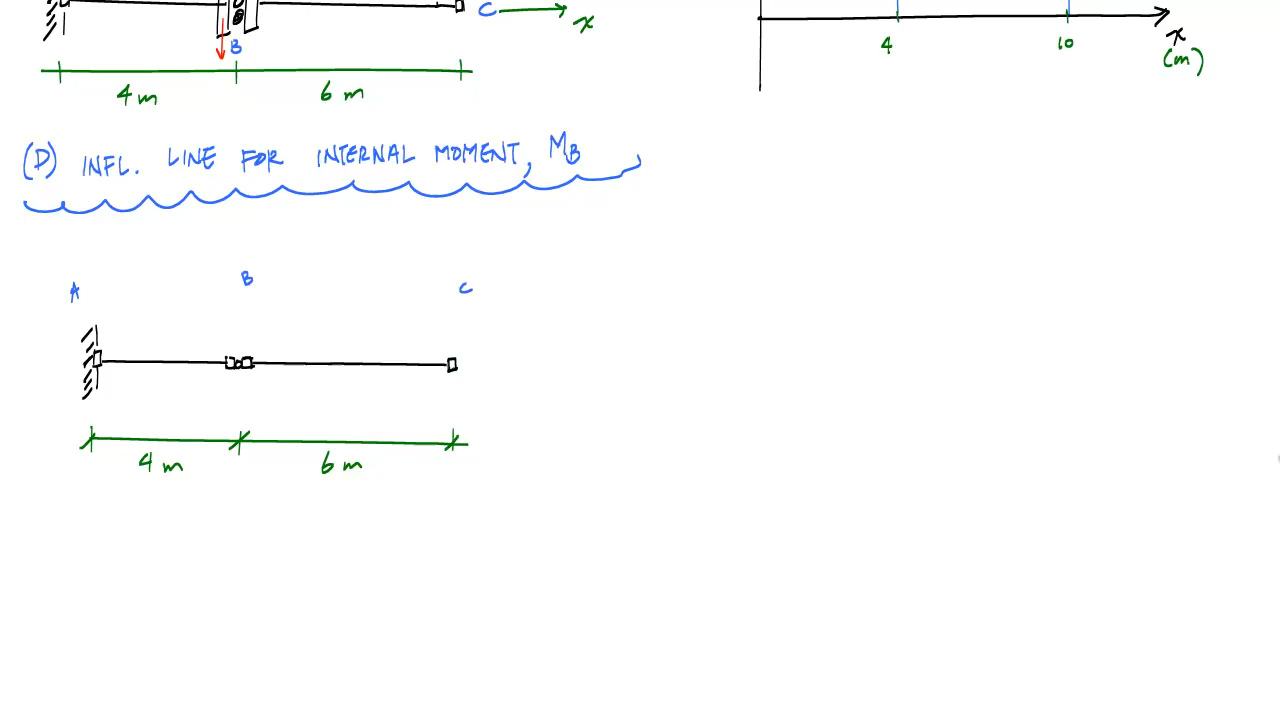 C
x
B
4 m 6 m
4 10 x
(m)
(D) INFL. LINE FOR INTERNAL MOMENT, MB
A B C
4 m 6 m